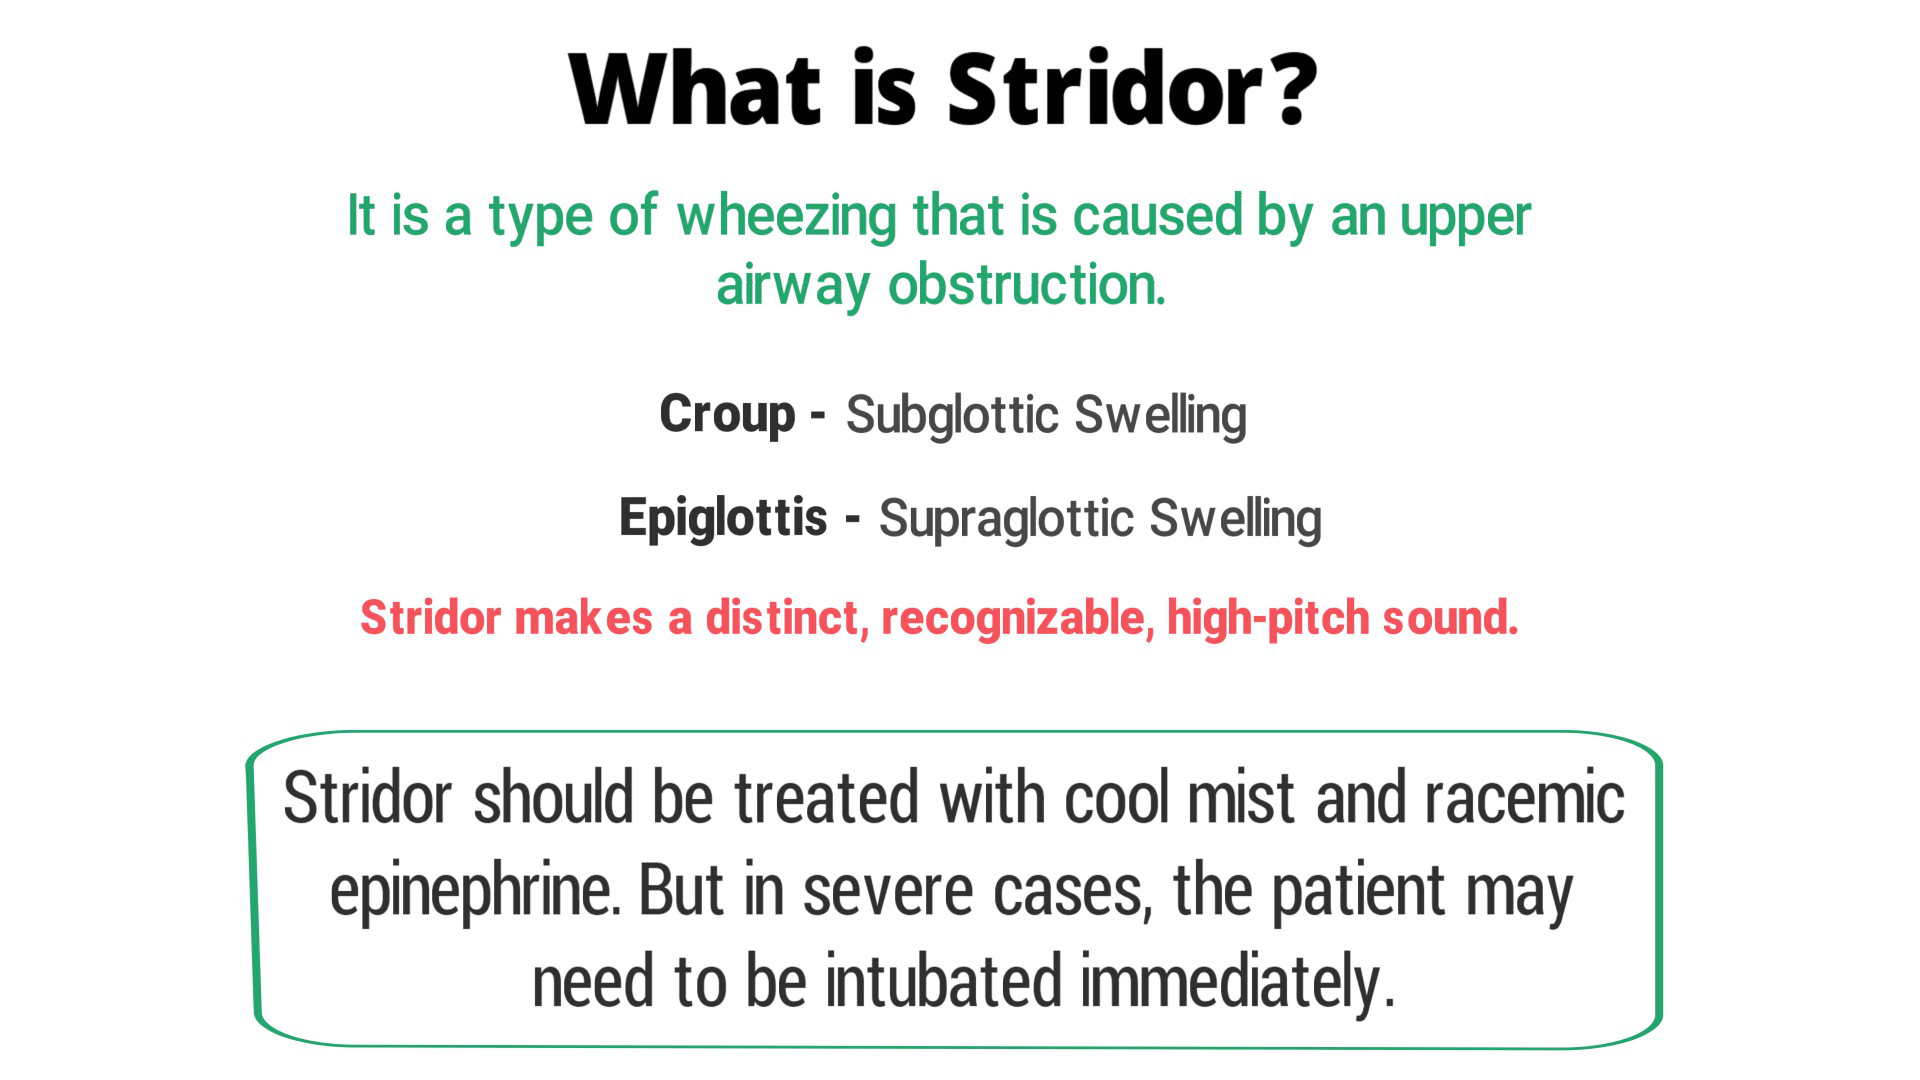 What is Stridor?
It is a type of wheezing that is caused by an upper
airway obstruction.
Croup - Subglottic Swelling
Epiglottis - Supraglottic Swelling
Stridor makes a distinct, recognizable, high-pitch sound.
Stridor should be treated with cool mist and racemic
epinephrine. But in severe cases, the patient may
need to be intubated immediately.